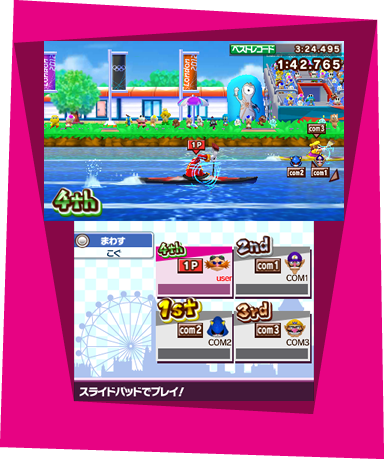 LONDON 2012
LONDON 2012
ベストレコード 3:24.495
1:42.765
com3
1P
com2 com1
4th
まわす
こぐ
4th
1P
user
2nd
com1
COM1
1st
com2
COM2
3rd
com3
COM3
スライドパッドでプレイ!